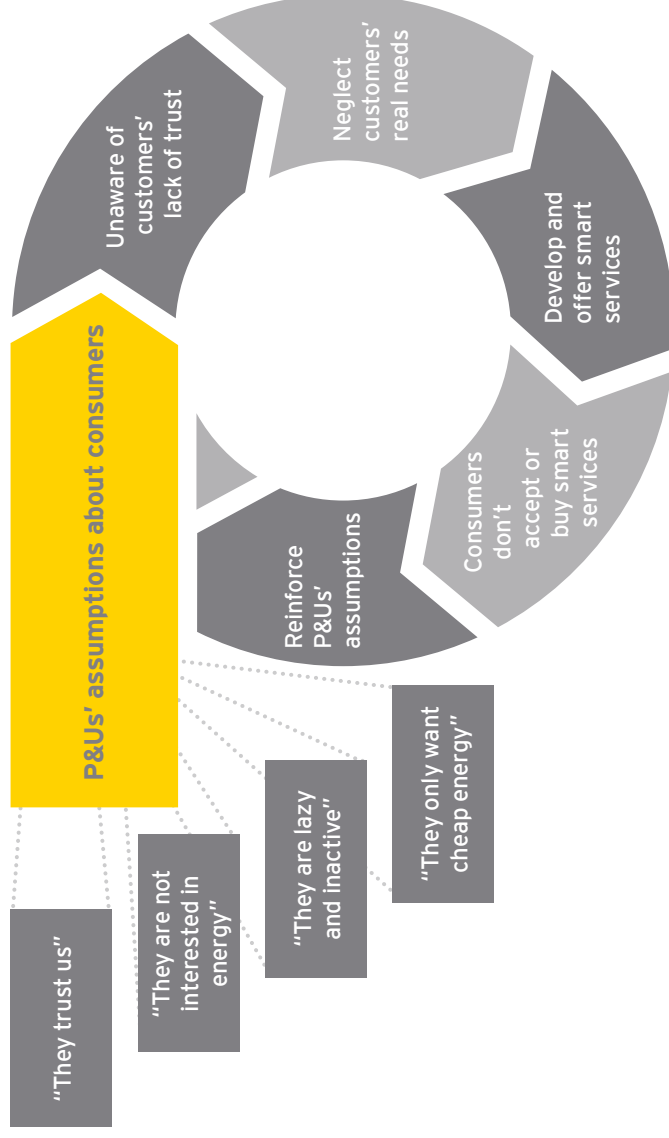 “They trust us”
“They are not
interested in
energy”
“They are lazy
and inactive”
“They only want
cheap energy”
P&Us’ assumptions about consumers
Unaware of
customers’
lack of trust
Neglect
customers’
real needs
Develop and
offer smart
services
Consumers
don’t
accept or
buy smart
services
Reinforce
P&Us’
assumptions